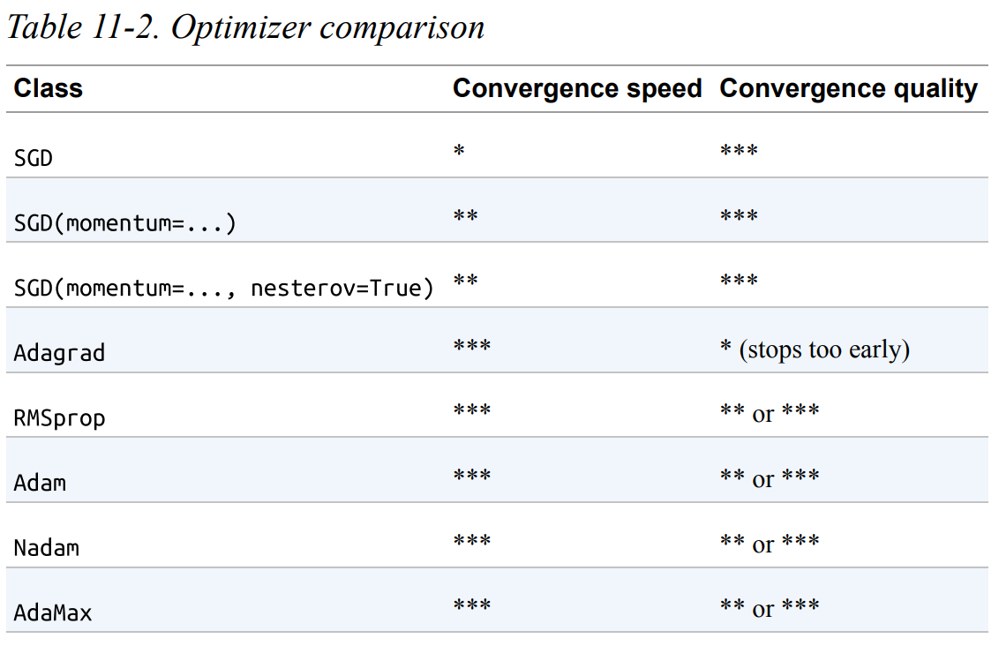 Table 11-2. Optimizer comparison
Class Convergence speed Convergence quality
SGD * ***
SGD(momentum=...) ** ***
SGD(momentum=..., nesterov=True) ** ***
Adagrad *** * (stops too early)
RMSprop *** ** or ***
Adam *** ** or ***
Nadam *** ** or ***
AdaMax *** ** or ***